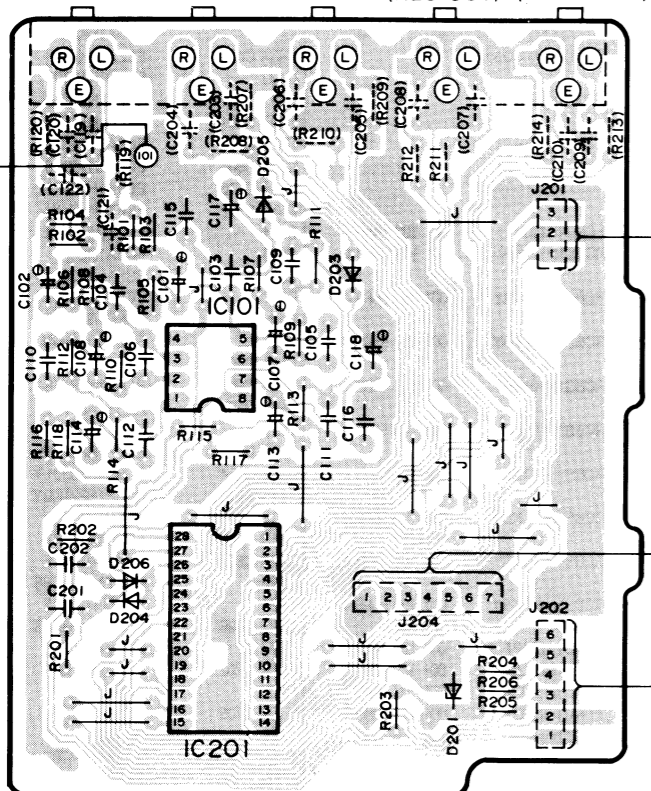 R L R L R L R L R L
E E E E E
(R120) (C120) (C119) (C204) (C203) (R207) (C206) (C205) (R209) (C208) (C207) (R214) (C210) (C209) (R213)
(R208) (R210)
(C122) (R119) 101 D205 R212 R211
R104 (C121) C115 C117 J R111 J201
R102 R101 R103 J 3
2
1
C102 R106 R108 C104 R105 C101 J C103 R107 C109 D203
IC101
4 5
3 6
2 7
1 8
C110 R112 C108 R110 C106 C107 R109 C105 C118
R116 R118 C114 R114 C112 R115 R117 C113 R113 C111 C116
J J J J J J
J J
R202 J
C202
D206
C201
D204
R201
28 1
27 2
26 3
25 4
24 5
23 6
22 7
21 8
20 9
19 10
18 11
17 12
16 13
15 14
IC201
1 2 3 4 5 6 7
J204
J202
6
5
4
3
2
1
J J J J J
J J
R204
R206
R205
R203
D201